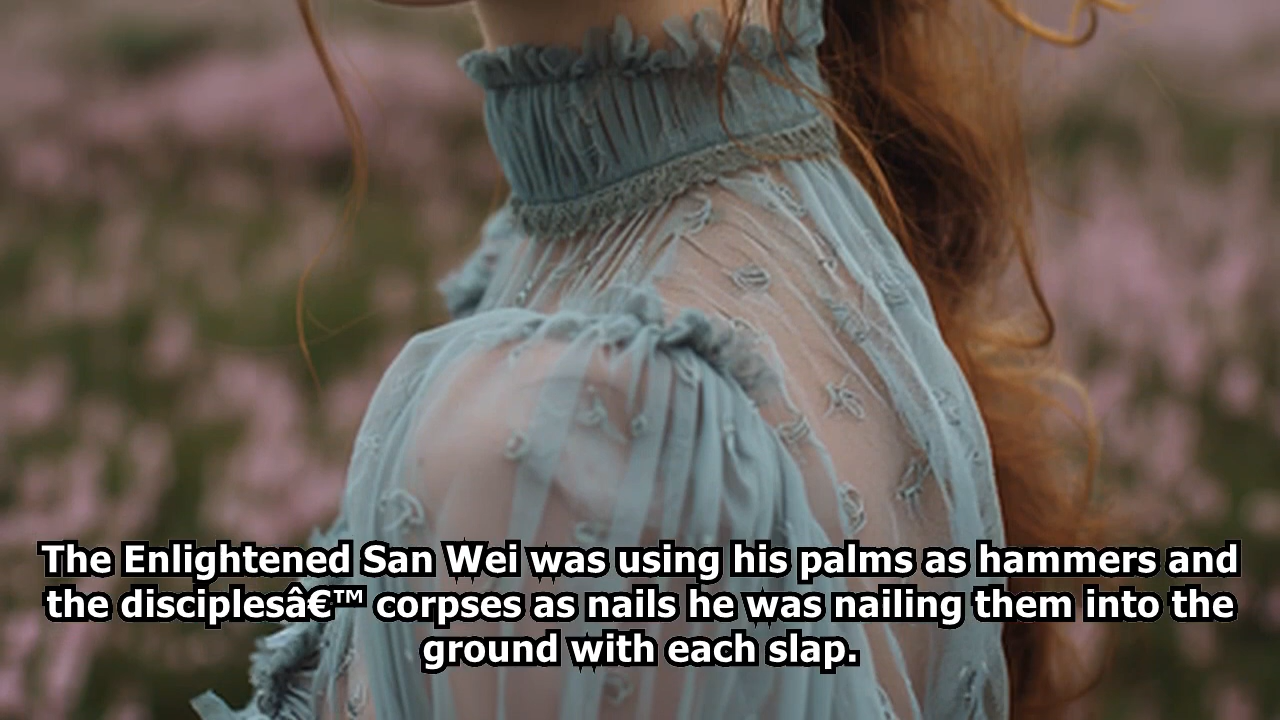 The Enlightened San Wei was using his palms as hammers and
the disciplesâ€™ corpses as nails he was nailing them into the
ground with each slap.